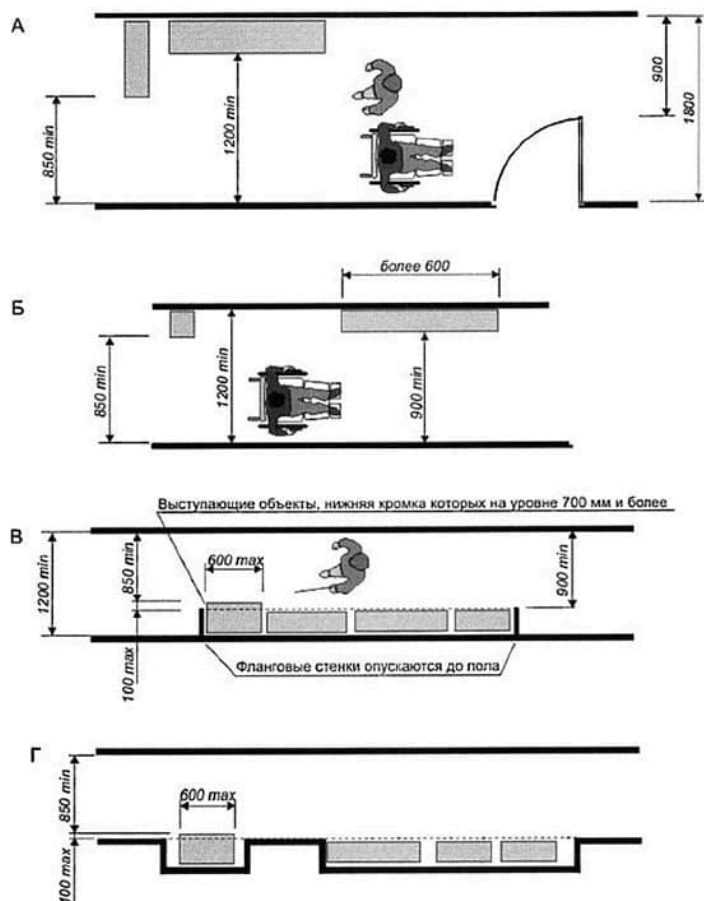 А
850 min
1200 min
900
1800
Б
более 600
850 min
1200 min
900 min
В
Выступающие объекты, нижняя кромка которых на уровне 700 мм и более
1200 min
850 min
600 max
900 min
100 max
Фланговые стенки опускаются до пола
Г
850 min
600 max
100 max